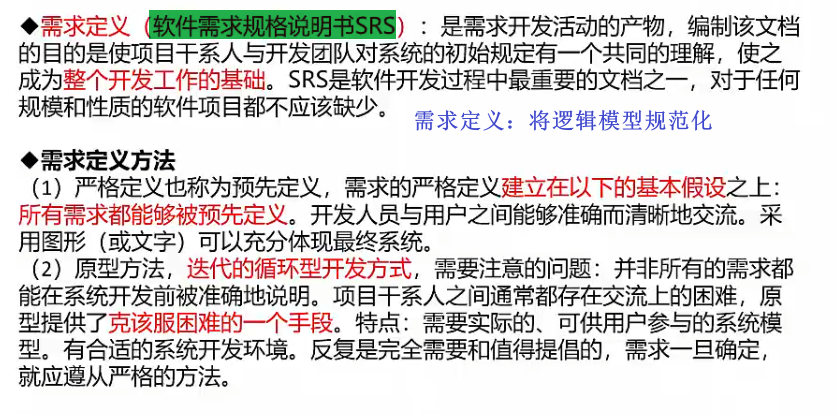 ◆需求定义（软件需求规格说明书SRS）：是需求开发活动的产物，编制该文档
的目的是使项目干系人与开发团队对系统的初始规定有一个共同的理解，使之
成为整个开发工作的基础。SRS是软件开发过程中最重要的文档之一，对于任何
规模和性质的软件项目都不应该缺少。
需求定义：将逻辑模型规范化
◆需求定义方法
（1）严格定义也称为预先定义，需求的严格定义建立在以下的基本假设之上：
所有需求都能够被预先定义。开发人员与用户之间能够准确而清晰地交流。采
用图形（或文字）可以充分体现最终系统。
（2）原型方法，迭代的循环型开发方式，需要注意的问题：并非所有的需求都
能在系统开发前被准确地说明。项目干系人之间通常都存在交流上的困难，原
型提供了克该服困难的一个手段。特点：需要实际的、可供用户参与的系统模
型。有合适的系统开发环境。反复是完全需要和值得提倡的，需求一旦确定，
就应遵从严格的方法。